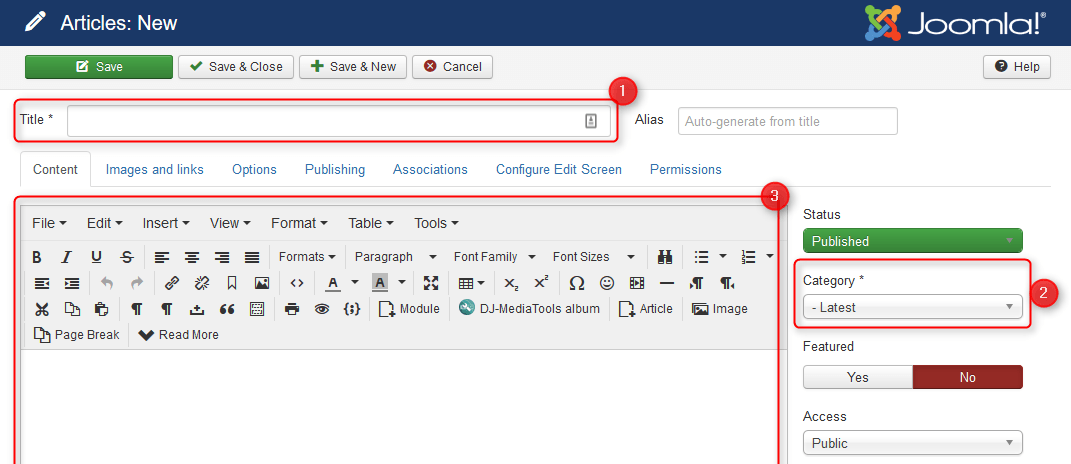 Articles: New
Joomla!®
Save Save & Close Save & New Cancel Help
1
Title * Alias Auto-generate from title
Content Images and links Options Publishing Associations Configure Edit Screen Permissions
3
File Edit Insert View Format Table Tools
Status
Published
B I U S Formats Paragraph Font Family Font Sizes
A A X₂ X² Ω ¶ ¶
Category *
2
- Latest
¶ ¶ {;} Module DJ-MediaTools album Article Image
Page Break Read More
Featured
Yes No
Access
Public